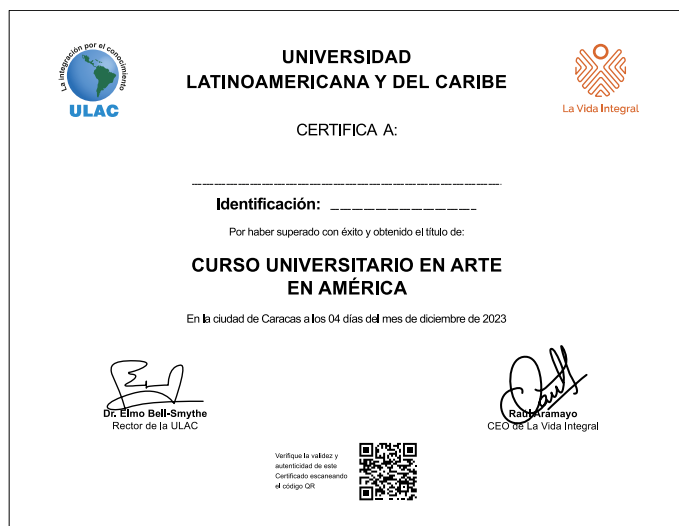 La integración por el conocimiento
ULAC
UNIVERSIDAD
LATINOAMERICANA Y DEL CARIBE
La Vida Integral
CERTIFICA A:
Identificación: _____________
Por haber superado con éxito y obtenido el título de:
CURSO UNIVERSITARIO EN ARTE
EN AMÉRICA
En la ciudad de Caracas a los 04 días del mes de diciembre de 2023
Dr. Elmo Bell-Smythe
Rector de la ULAC
Raúl Aramayo
CEO de La Vida Integral
Verifique la validez y
autenticidad de este
Certificado escaneando
el código QR